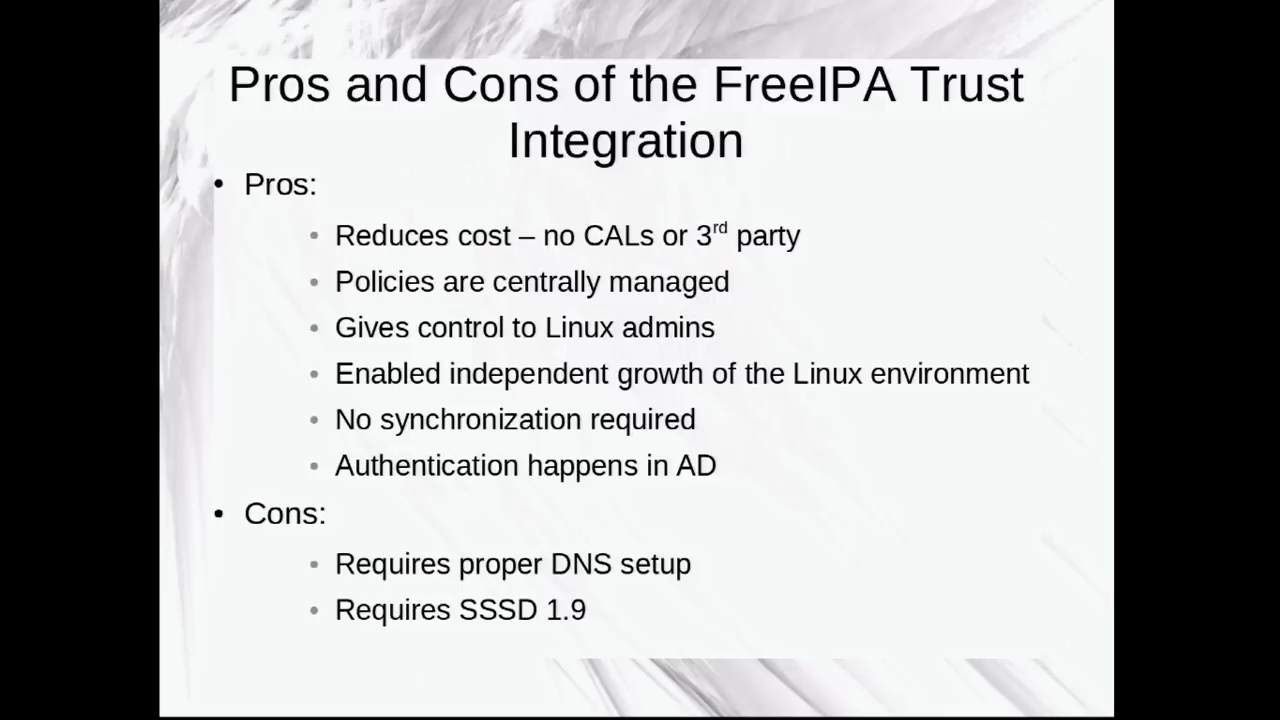 Pros and Cons of the FreeIPA Trust
Integration
• Pros:
• Reduces cost – no CALs or 3rd party
• Policies are centrally managed
• Gives control to Linux admins
• Enabled independent growth of the Linux environment
• No synchronization required
• Authentication happens in AD
• Cons:
• Requires proper DNS setup
• Requires SSSD 1.9